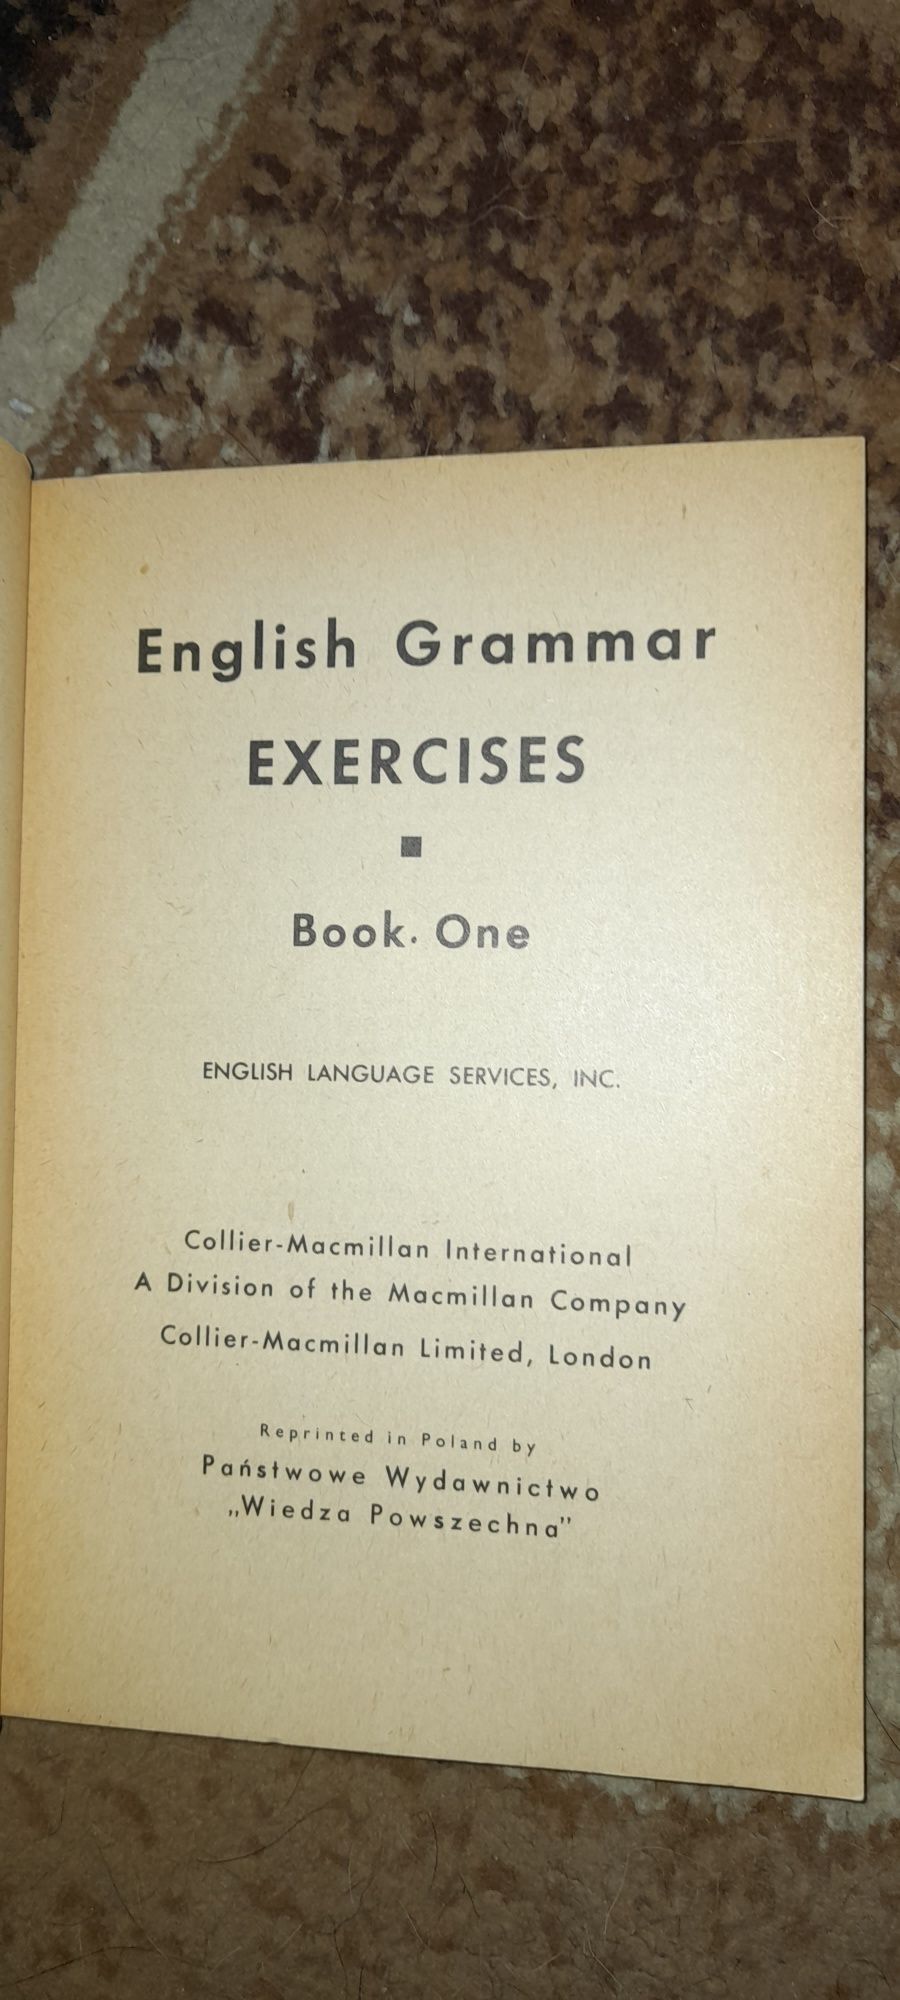 English Grammar
EXERCISES
Book. One
ENGLISH LANGUAGE SERVICES, INC.
Collier-Macmillan International
A Division of the Macmillan Company
Collier-Macmillan Limited, London
Reprinted in Poland by
Państwowe Wydawnictwo
„Wiedza Powszechna”